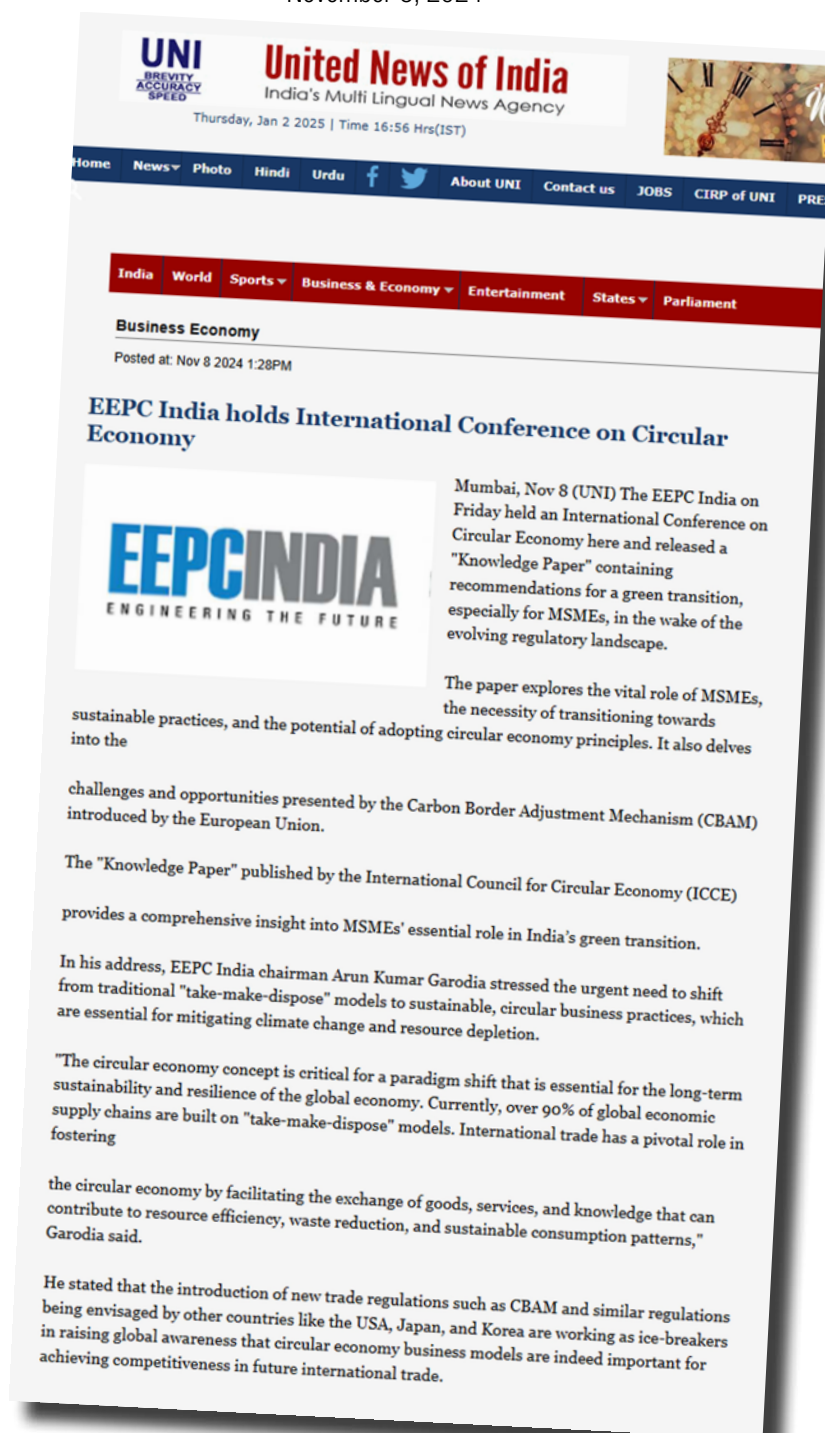 UNI
BREVITY
ACCURACY
SPEED
United News of India
India's Multi Lingual News Agency
Thursday, Jan 2 2025 | Time 16:56 Hrs(IST)
Home News Photo Hindi Urdu About UNI Contact us JOBS CIRP of UNI
India World Sports Business & Economy Entertainment States Parliament
Business Economy
Posted at: Nov 8 2024 1:28PM
EEPC India holds International Conference on Circular
Economy
EEPCINDIA
ENGINEERING THE FUTURE
Mumbai, Nov 8 (UNI) The EEPC India on
Friday held an International Conference on
Circular Economy here and released a
"Knowledge Paper" containing
recommendations for a green transition,
especially for MSMEs, in the wake of the
evolving regulatory landscape.
The paper explores the vital role of MSMEs,
the necessity of transitioning towards
sustainable practices, and the potential of adopting circular economy principles. It also delves
into the
challenges and opportunities presented by the Carbon Border Adjustment Mechanism (CBAM)
introduced by the European Union.
The "Knowledge Paper" published by the International Council for Circular Economy (ICCE)
provides a comprehensive insight into MSMEs' essential role in India's green transition.
In his address, EEPC India chairman Arun Kumar Garodia stressed the urgent need to shift
from traditional "take-make-dispose" models to sustainable, circular business practices, which
are essential for mitigating climate change and resource depletion.
"The circular economy concept is critical for a paradigm shift that is essential for the long-term
sustainability and resilience of the global economy. Currently, over 90% of global economic
supply chains are built on "take-make-dispose" models. International trade has a pivotal role in
fostering
the circular economy by facilitating the exchange of goods, services, and knowledge that can
contribute to resource efficiency, waste reduction, and sustainable consumption patterns,"
Garodia said.
He stated that the introduction of new trade regulations such as CBAM and similar regulations
being envisaged by other countries like the USA, Japan, and Korea are working as ice-breakers
in raising global awareness that circular economy business models are indeed important for
achieving competitiveness in future international trade.